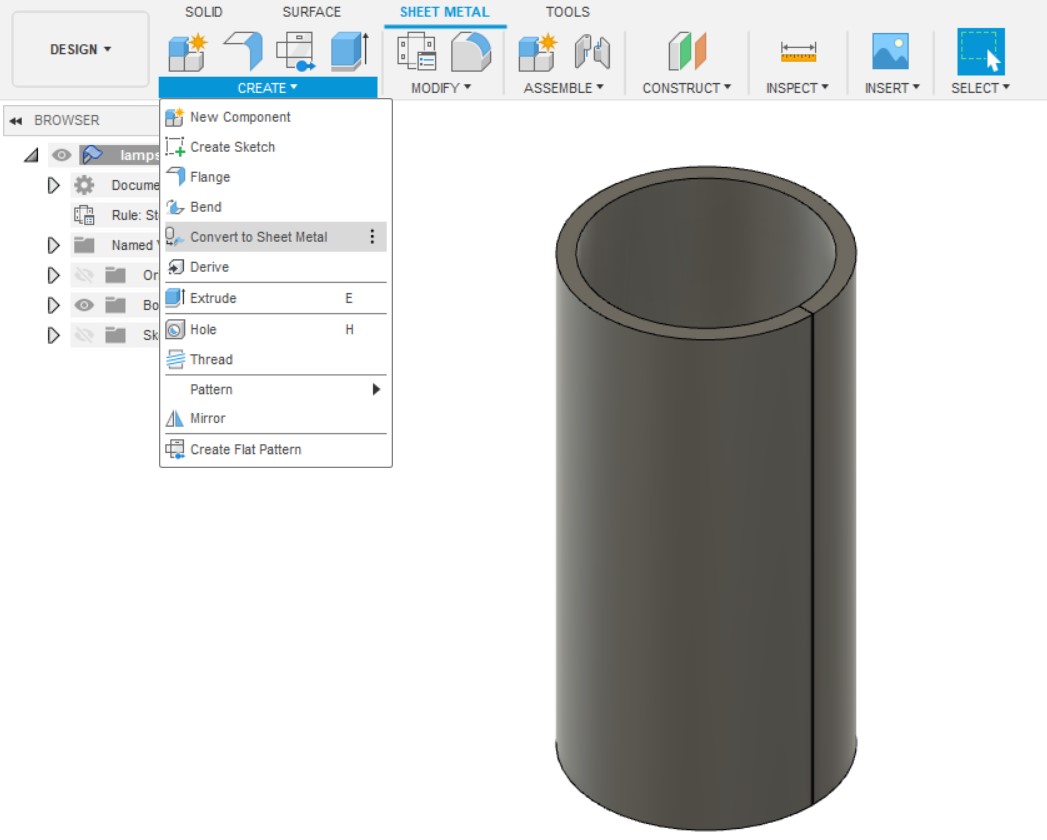 SOLID SURFACE SHEET METAL TOOLS
DESIGN
CREATE MODIFY ASSEMBLE CONSTRUCT INSPECT INSERT SELECT
BROWSER
New Component
Create Sketch
lamps
Flange
Docume
Bend
Rule: St
Convert to Sheet Metal
Named
Derive
Or
Extrude E
Bo
Hole H
Sk
Thread
Pattern
Mirror
Create Flat Pattern